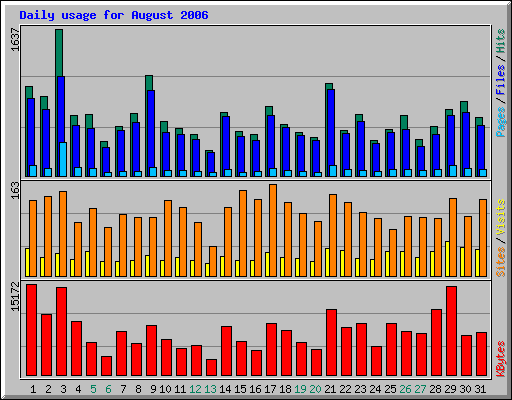 Daily usage for August 2006
1637
Pages / Files / Hits
163
Sites / Visits
15172
KBytes
1 2 3 4 5 6 7 8 9 10 11 12 13 14 15 16 17 18 19 20 21 22 23 24 25 26 27 28 29 30 31